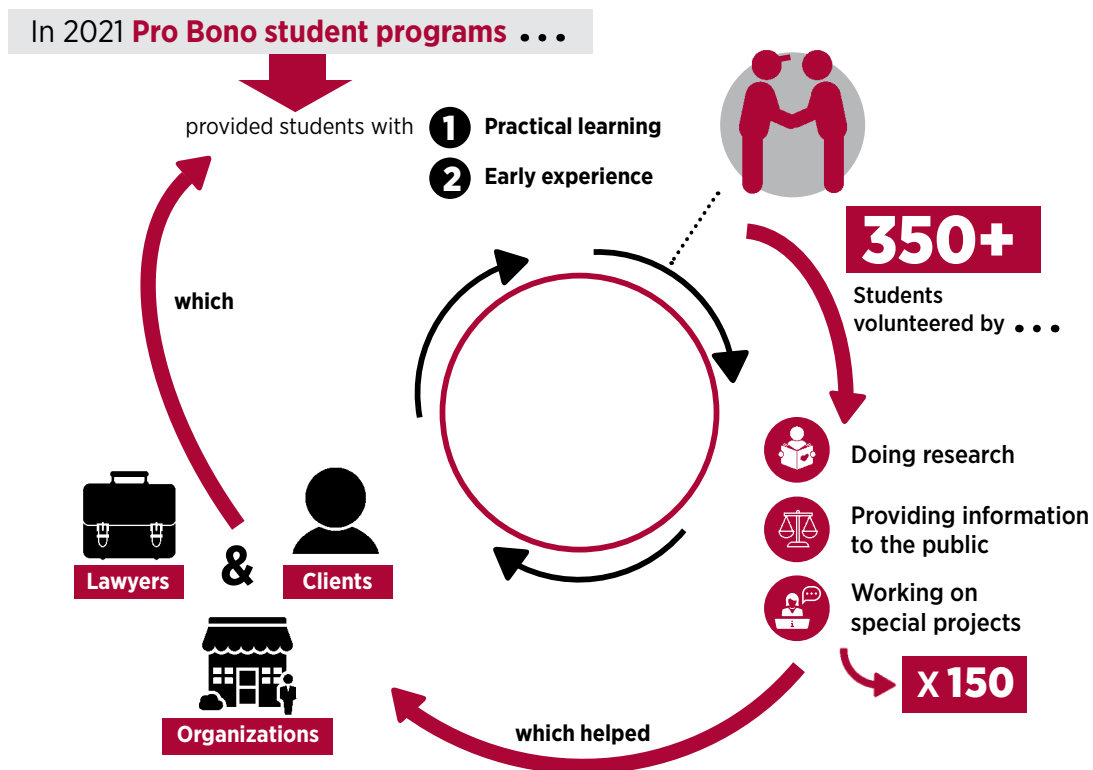 In 2021 Pro Bono student programs ...
provided students with
1 Practical learning
2 Early experience
350+
Students
volunteered by ...
Doing research
Providing information
to the public
Working on
special projects
X 150
which helped
Lawyers
&
Clients
Organizations
which